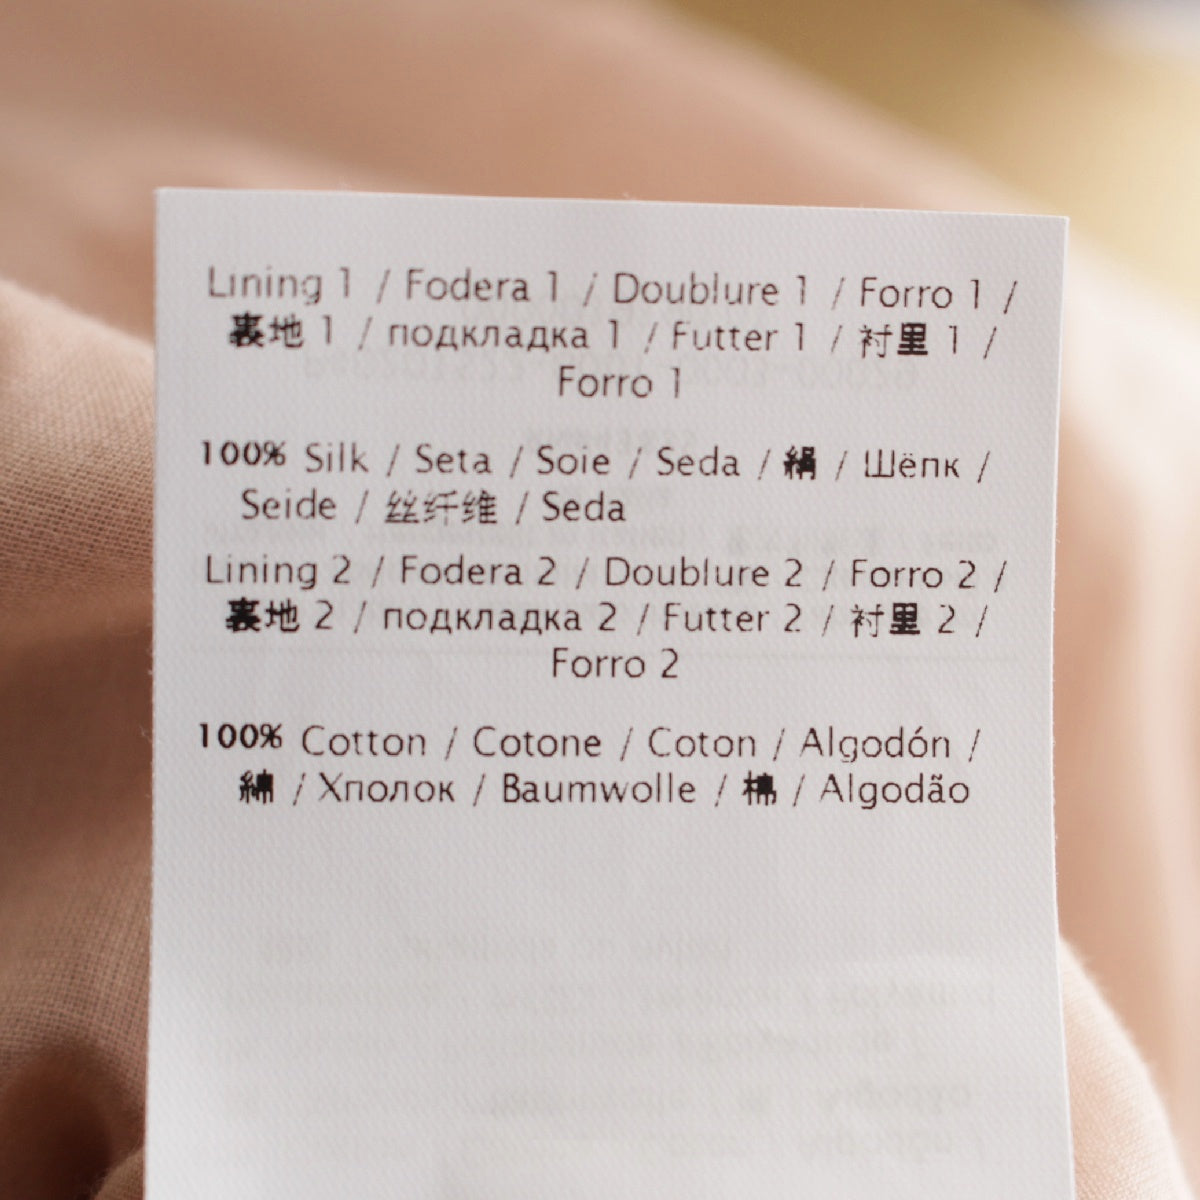 Lining 1 / Fodera 1 / Doublure 1 / Forro 1 /
裏地 1 / подкладка 1 / Futter 1 / 衬里 1 /
Forro 1
100% Silk / Seta / Soie / Seda / 絹 / Шёпк /
Seide / 丝纤维 / Seda
Lining 2 / Fodera 2 / Doublure 2 / Forro 2 /
裏地 2 / подкладка 2 / Futter 2 / 衬里 2 /
Forro 2
100% Cotton / Cotone / Coton / Algodón /
綿 / Хполок / Baumwolle / 棉 / Algodão